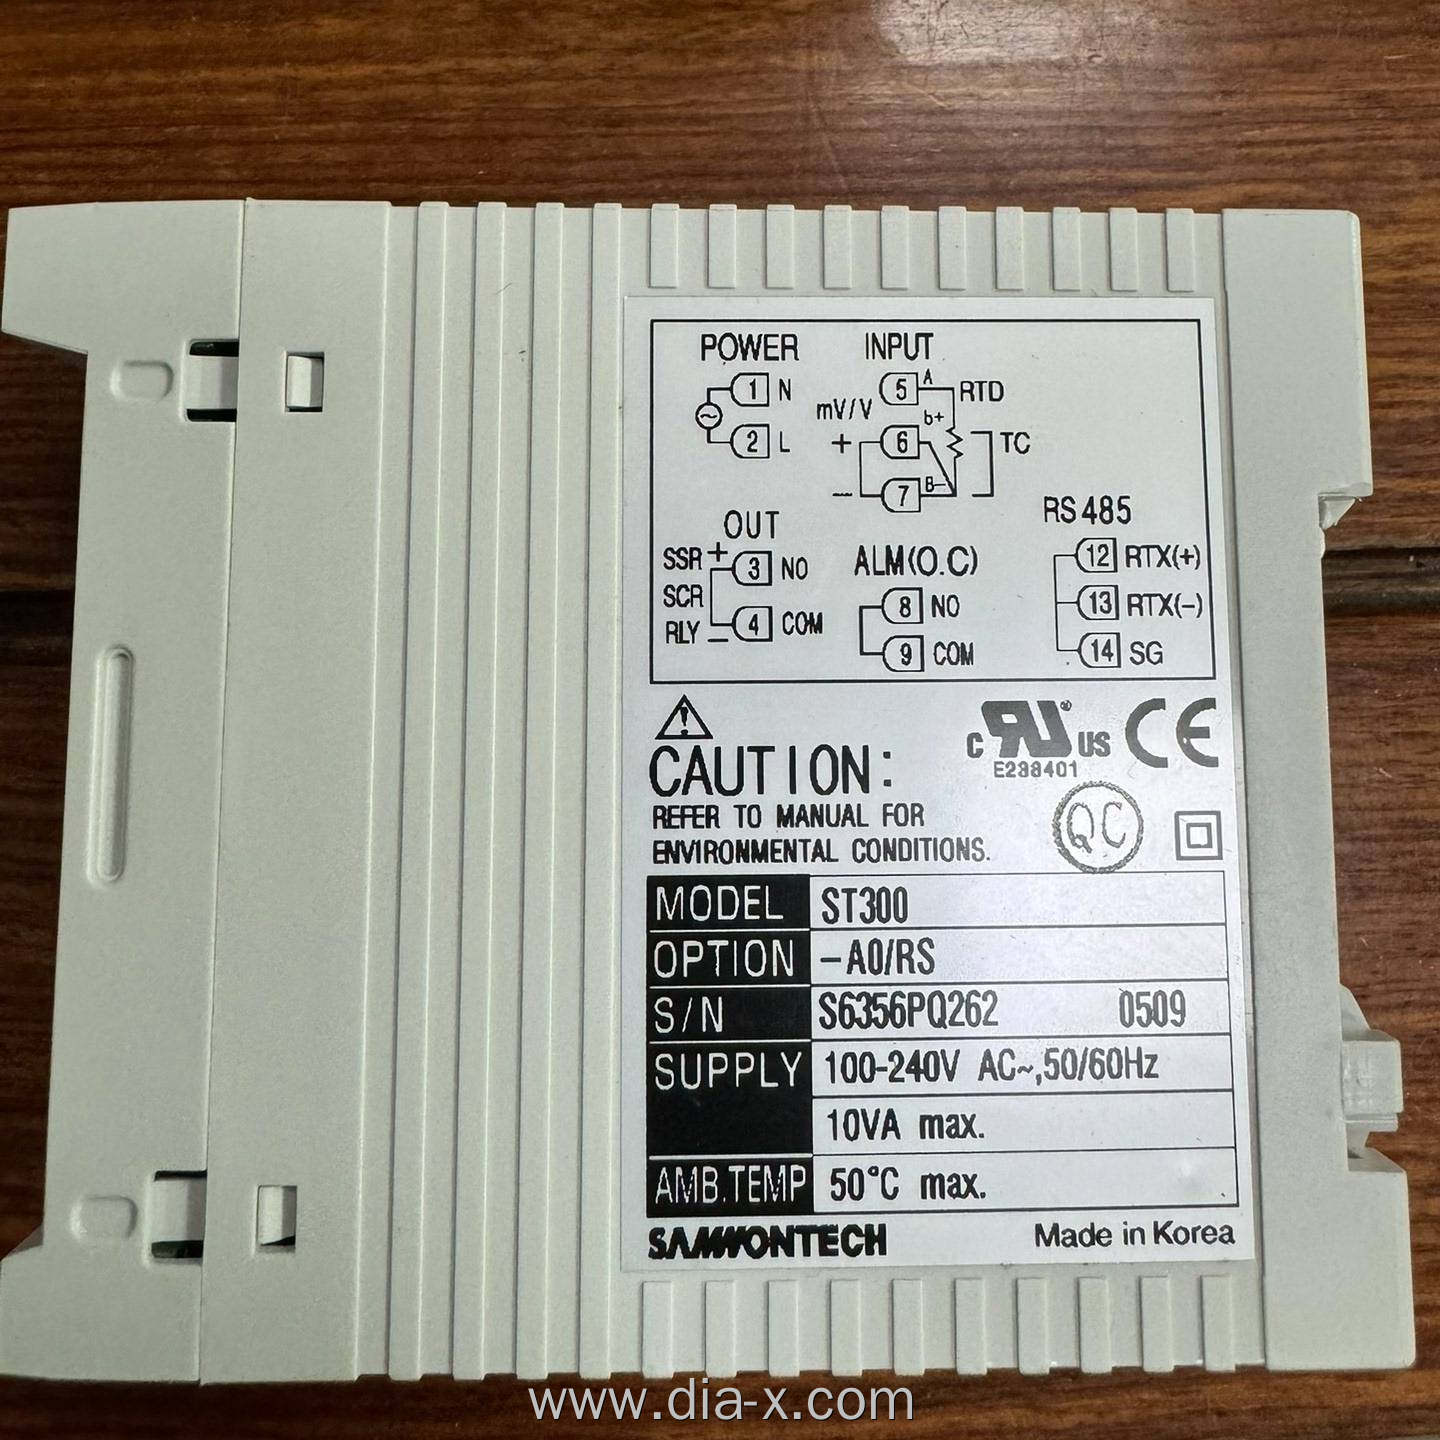 POWER INPUT
1 N
2 L
mV/V
5 A RTD
+ 6 b+
- 7 B-
TC
OUT
SSR + 3 NO
SCR
RLY - 4 COM
ALM(O.C)
8 NO
9 COM
RS485
12 RTX(+)
13 RTX(-)
14 SG
CAUTION:
REFER TO MANUAL FOR
ENVIRONMENTAL CONDITIONS.
C RU ® US CE
E238401
QC
MODEL ST300
OPTION -A0/RS
S/N S6356PQ262 0509
SUPPLY 100-240V AC~,50/60Hz
10VA max.
AMB.TEMP 50°C max.
SAMWONTECH Made in Korea
www.dia-x.com